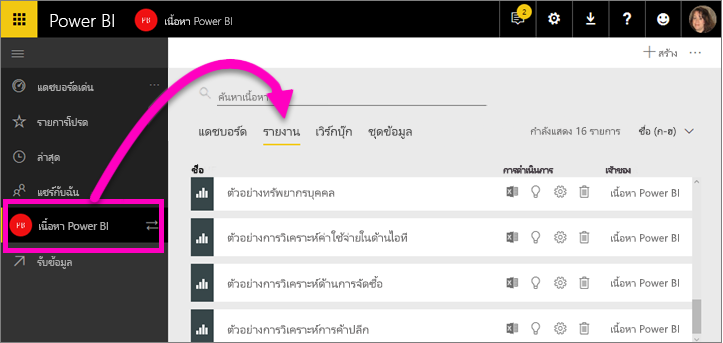 Power BI
PB
เนื้อหา Power BI
2
?
สร้าง
แดชบอร์ดเด่น
รายการโปรด
ล่าสุด
แชร์กับฉัน
PB
เนื้อหา Power BI
รับข้อมูล
ค้นหาเนื้อหา
แดชบอร์ด รายงาน เวิร์กบุ๊ก ชุดข้อมูล
กำลังแสดง 16 รายการ ชื่อ (ก-ฮ)
ชื่อ การดำเนินการ เจ้าของ
ตัวอย่างทรัพยากรบุคคล เนื้อหา Power BI
ตัวอย่างการวิเคราะห์ค่าใช้จ่ายในด้านไอที เนื้อหา Power BI
ตัวอย่างการวิเคราะห์ด้านการจัดซื้อ เนื้อหา Power BI
ตัวอย่างการวิเคราะห์การค้าปลีก เนื้อหา Power BI